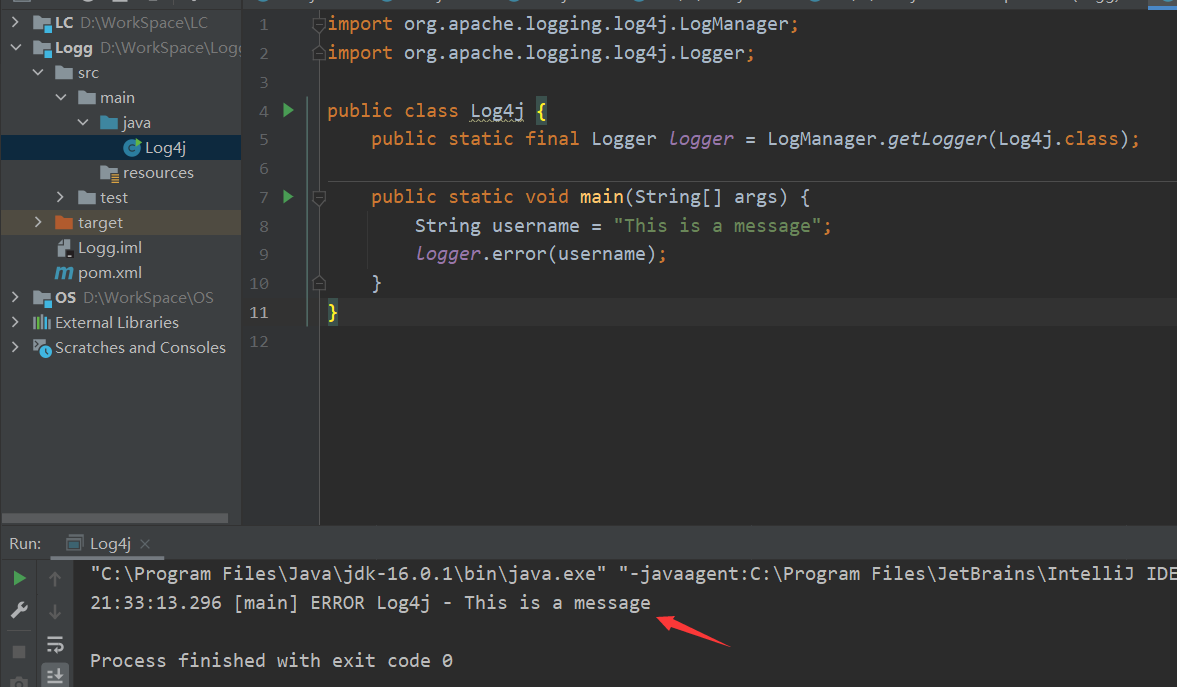 LC D:\WorkSpace\LC
Logg D:\WorkSpace\Logg
src
main
java
Log4j
resources
test
target
Logg.iml
pom.xml
OS D:\WorkSpace\OS
External Libraries
Scratches and Consoles
1 import org.apache.logging.log4j.LogManager;
2 import org.apache.logging.log4j.Logger;
3
4 public class Log4j {
5 public static final Logger logger = LogManager.getLogger(Log4j.class);
6
7 public static void main(String[] args) {
8 String username = "This is a message";
9 logger.error(username);
10 }
11 }
12
Run: Log4j
"C:\Program Files\Java\jdk-16.0.1\bin\java.exe" "-javaagent:C:\Program Files\JetBrains\IntelliJ IDE
21:33:13.296 [main] ERROR Log4j - This is a message
Process finished with exit code 0